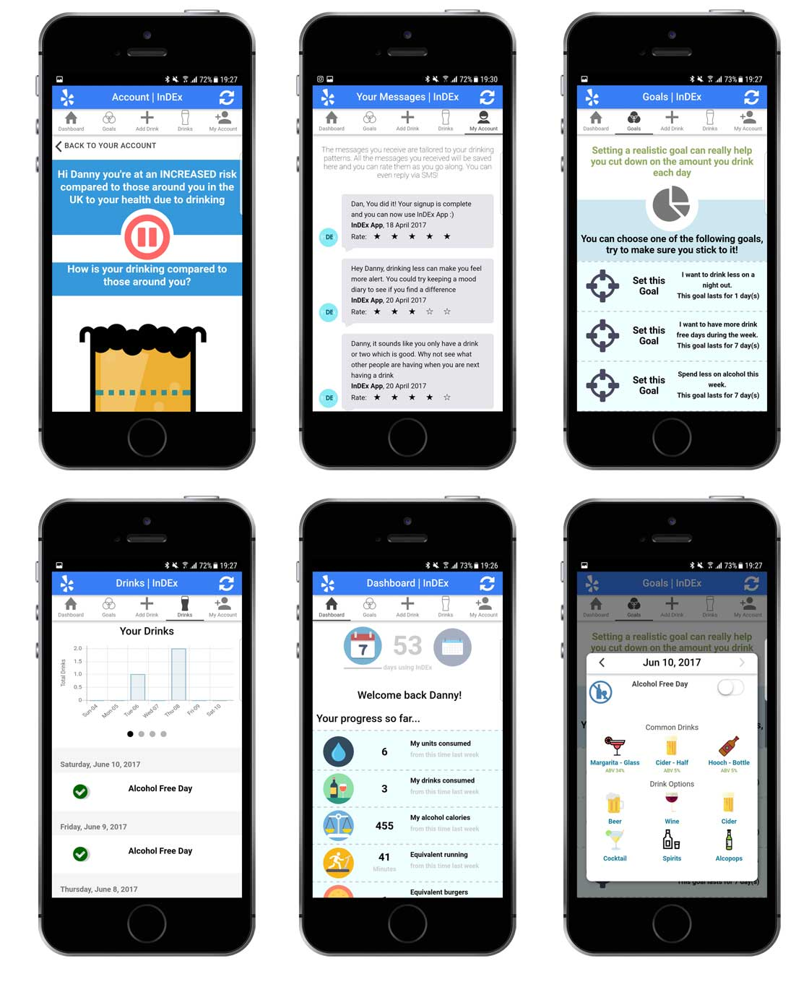 72% 19:27
Account | InDEx
Dashboard Goals Add Drink Drinks My Account
BACK TO YOUR ACCOUNT
Hi Danny you're at an INCREASED risk
compared to those around you in the
UK to your health due to drinking
How is your drinking compared to
those around you?
72% 19:30
Your Messages | InDEx
Dashboard Goals Add Drink Drinks My Account
The messages you receive are tailored to your drinking
patterns. All the messages you received will be saved
here and you can rate them as you go along. You can
even reply via SMS!
Dan, You did it! Your signup is complete
and you can now use InDEx App :)
InDEx App, 18 April 2017
DE
Rate: ★ ★ ★ ★ ★
Hey Danny, drinking less can make you feel
more alert. You could try keeping a mood
diary to see if you find a difference
InDEx App, 20 April 2017
DE
Rate: ★ ★ ★ ☆ ☆
Danny, it sounds like you only have a drink
or two which is good. Why not see what
other people are having when you are next
having a drink
InDEx App, 20 April 2017
DE
Rate: ★ ★ ★ ★ ☆
73% 19:27
Goals | InDEx
Dashboard Goals Add Drink Drinks My Account
Setting a realistic goal can really help
you cut down on the amount you drink
each day
You can choose one of the following goals,
try to make sure you stick to it!
Set this
Goal
I want to drink less on a
night out.
This goal lasts for 1 day(s)
Set this
Goal
I want to have more drink
free days during the week.
This goal lasts for 7 day(s)
Set this
Goal
Spend less on alcohol this
week.
This goal lasts for 7 day(s)
72% 19:27
Drinks | InDEx
Dashboard Goals Add Drink Drinks My Account
Your Drinks
Total Drinks
2.0
1.5
1.0
0.5
0
Sun-04 Mon-05 Tue-06 Wed-07 Thu-08 Fri-09 Sat-10
Saturday, June 10, 2017
Alcohol Free Day
Friday, June 9, 2017
Alcohol Free Day
Thursday, June 8, 2017
73% 19:26
Dashboard | InDEx
Dashboard Goals Add Drink Drinks My Account
7 53
days using InDEx
Welcome back Danny!
Your progress so far...
6 My units consumed
from this time last week
3 My drinks consumed
from this time last week
455 My alcohol calories
from this time last week
41 Equivalent running
Minutes from this time last week
Equivalent burgers
73% 19:27
Goals | InDEx
Dashboard Goals Add Drink Drinks My Account
Setting a realistic goal can really help
you cut down on the amount you drink
Jun 10, 2017
Alcohol Free Day
Common Drinks
Margarita - Glass Cider - Half Hooch - Bottle
ABV 34% ABV 5% ABV 5%
Drink Options
Beer Wine Cider
Cocktail Spirits Alcopops
This goal lasts for 7 day(s)